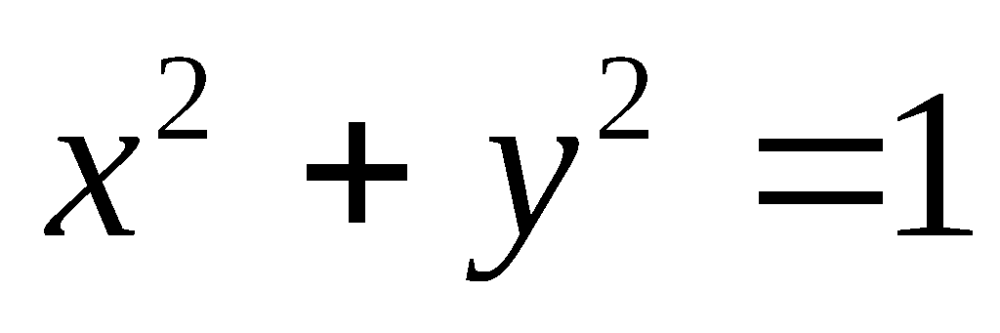 x² + y² =1